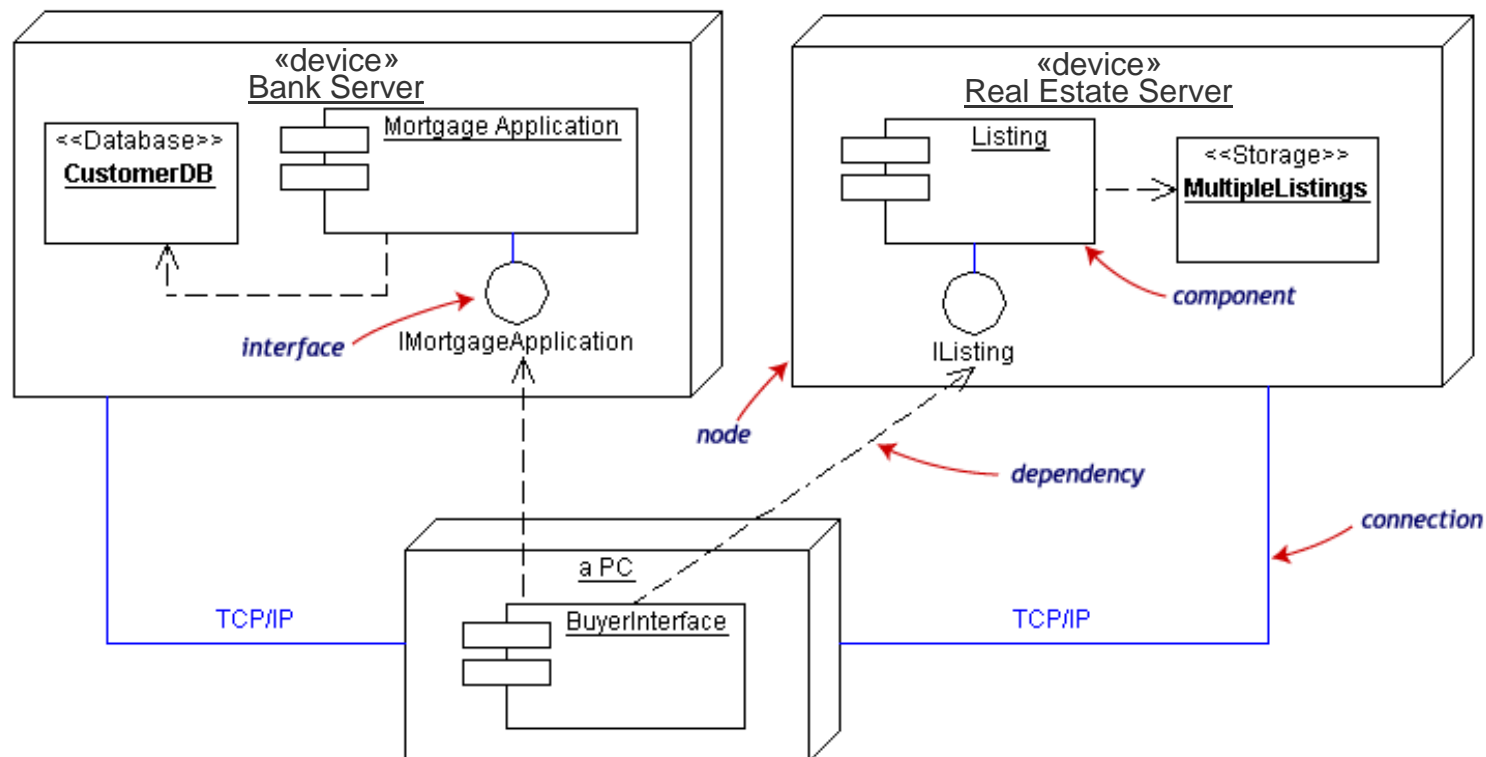 «device»
Bank Server
<<Database>>
CustomerDB
Mortgage Application
interface
IMortgageApplication
«device»
Real Estate Server
Listing
<<Storage>>
MultipleListings
component
IListing
node
dependency
connection
a PC
BuyerInterface
TCP/IP
TCP/IP